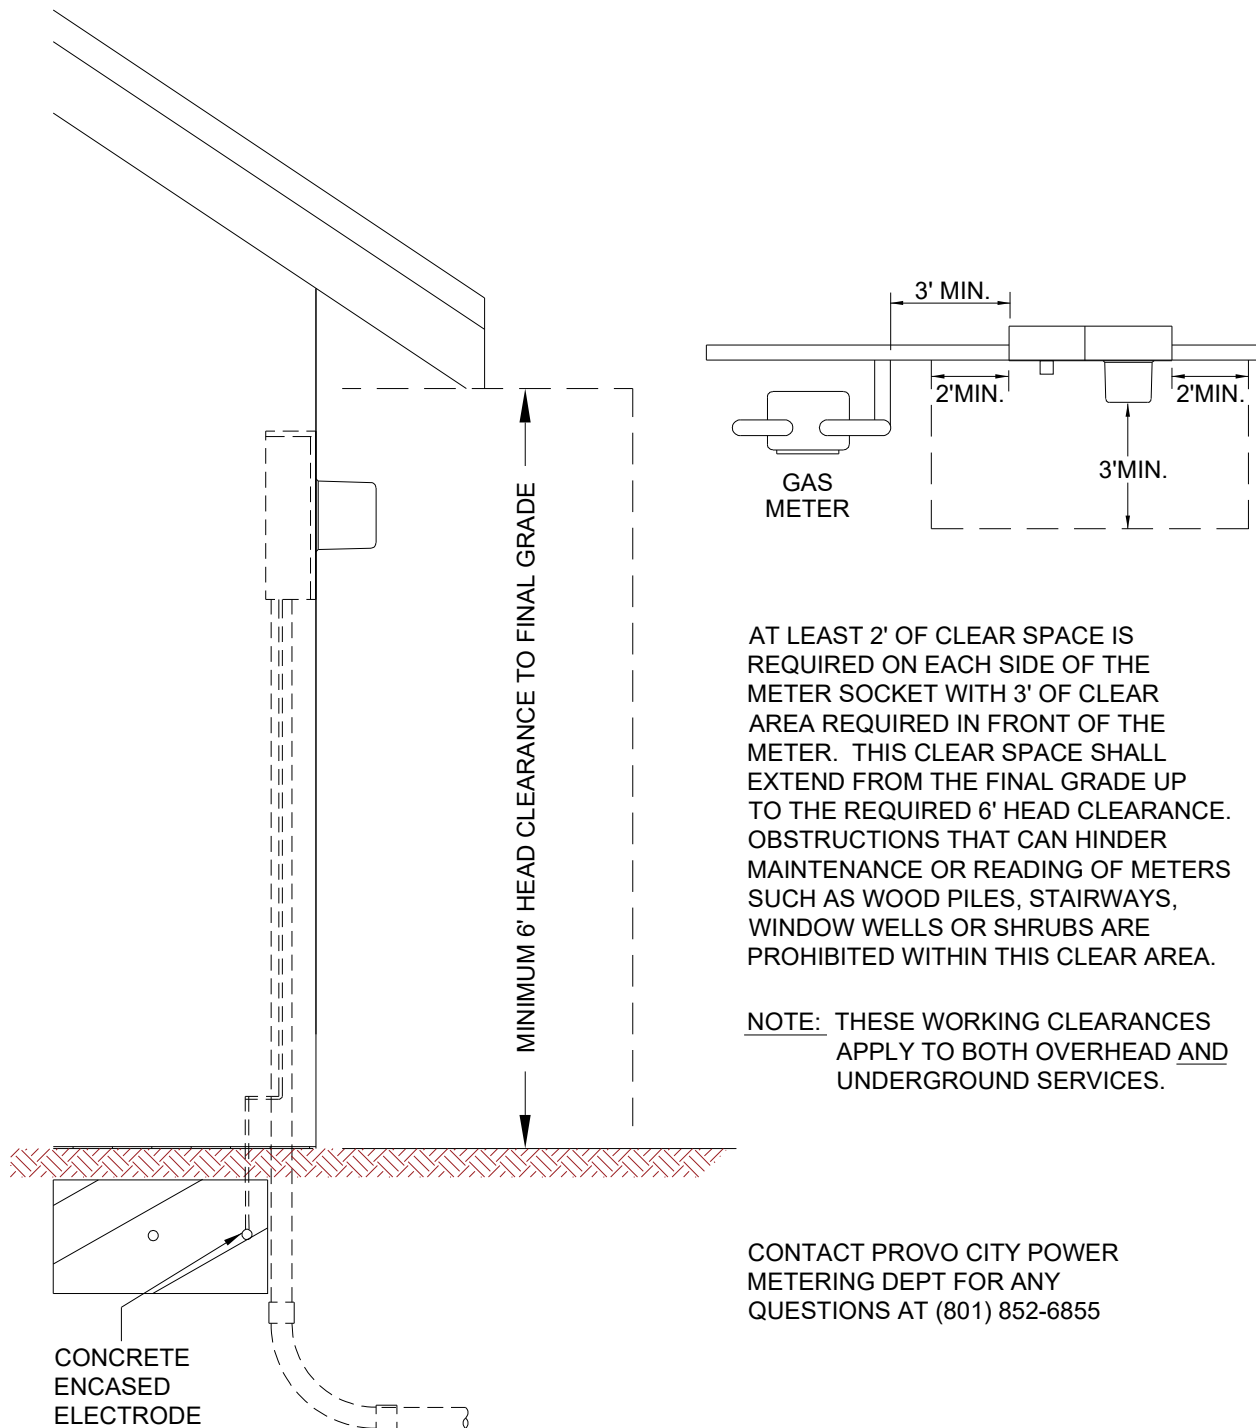 3' MIN.
2'MIN.
2'MIN.
3'MIN.
GAS
METER
MINIMUM 6' HEAD CLEARANCE TO FINAL GRADE
AT LEAST 2' OF CLEAR SPACE IS
REQUIRED ON EACH SIDE OF THE
METER SOCKET WITH 3' OF CLEAR
AREA REQUIRED IN FRONT OF THE
METER. THIS CLEAR SPACE SHALL
EXTEND FROM THE FINAL GRADE UP
TO THE REQUIRED 6' HEAD CLEARANCE.
OBSTRUCTIONS THAT CAN HINDER
MAINTENANCE OR READING OF METERS
SUCH AS WOOD PILES, STAIRWAYS,
WINDOW WELLS OR SHRUBS ARE
PROHIBITED WITHIN THIS CLEAR AREA.
NOTE: THESE WORKING CLEARANCES
APPLY TO BOTH OVERHEAD AND
UNDERGROUND SERVICES.
CONTACT PROVO CITY POWER
METERING DEPT FOR ANY
QUESTIONS AT (801) 852-6855
CONCRETE
ENCASED
ELECTRODE